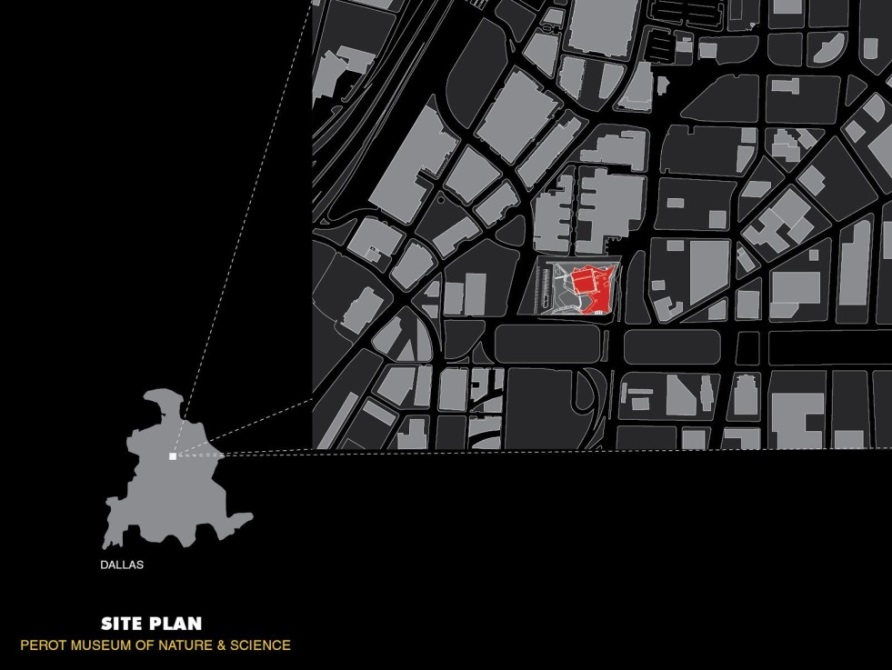 DALLAS
SITE PLAN
PEROT MUSEUM OF NATURE & SCIENCE